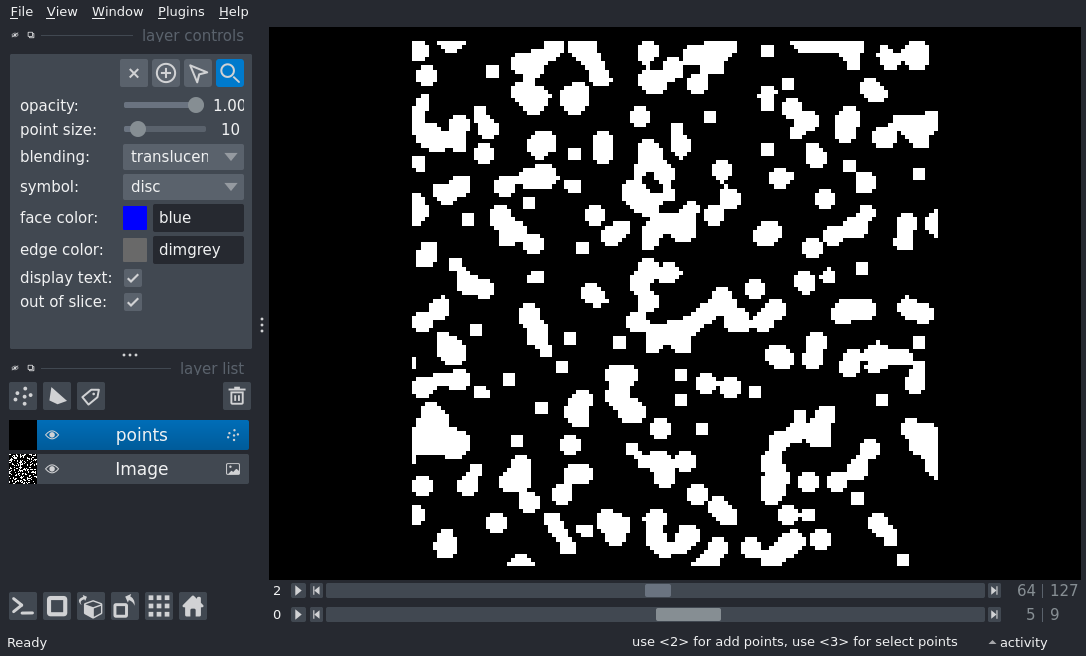 File View Window Plugins Help
layer controls
opacity: 1.00
point size: 10
blending: translucen
symbol: disc
face color: blue
edge color: dimgrey
display text:
out of slice:
layer list
points
Image
2 64 | 127
0 5 | 9
Ready use <2> for add points, use <3> for select points activity